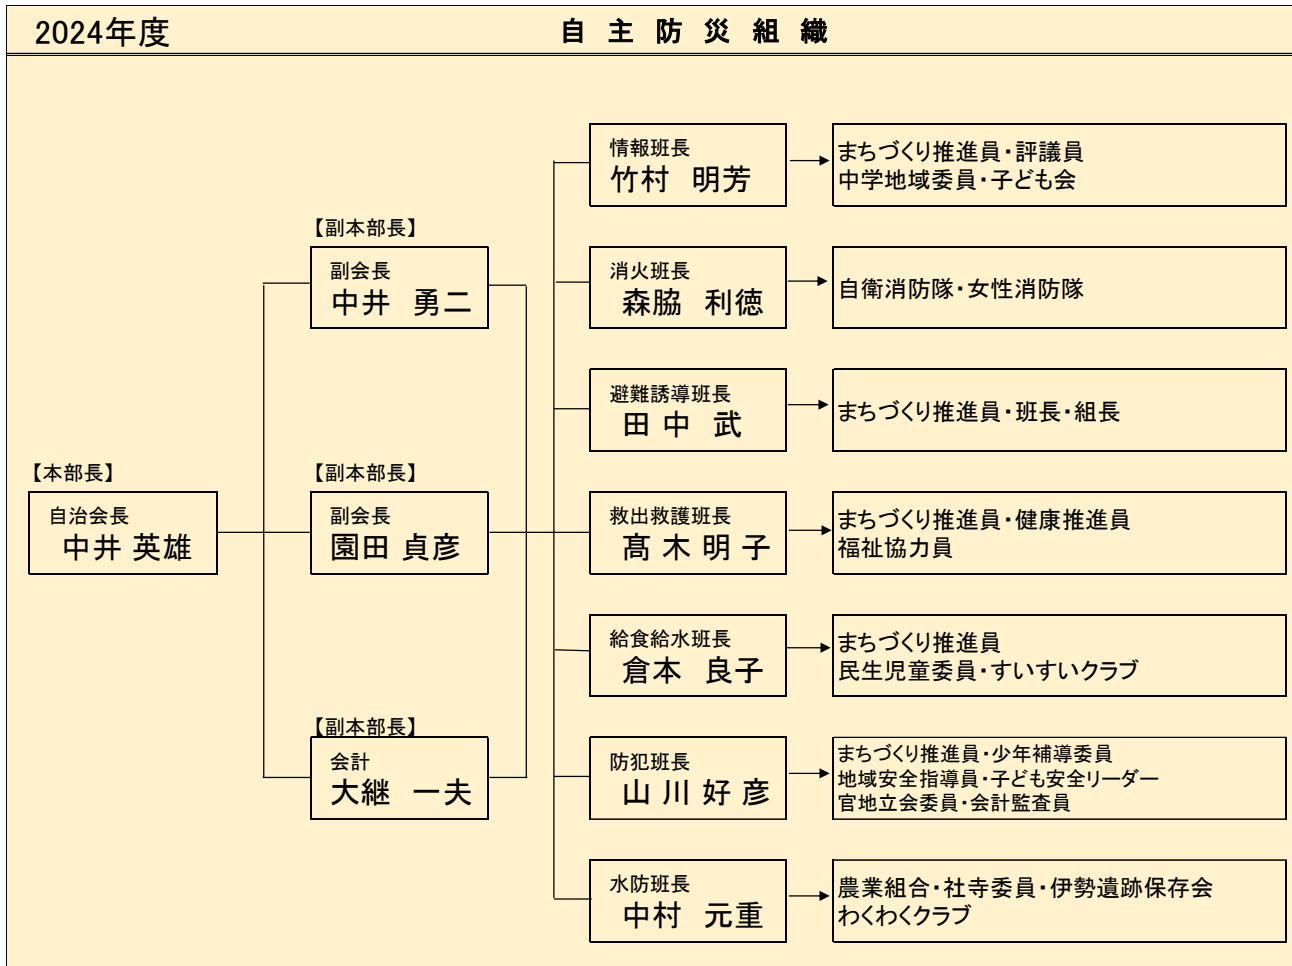 2024年度
自主防災組織
【本部長】
自治会長
中井 英雄
【副本部長】
副会長
中井 勇二
【副本部長】
副会長
園田 貞彦
【副本部長】
会計
大継 一夫
情報班長
竹村 明芳
まちづくり推進員・評議員
中学地域委員・子ども会
消火班長
森脇 利徳
自衛消防隊・女性消防隊
避難誘導班長
田 中 武
まちづくり推進員・班長・組長
救出救護班長
髙 木 明 子
まちづくり推進員・健康推進員
福祉協力員
給食給水班長
倉本 良子
まちづくり推進員
民生児童委員・すいすいクラブ
防犯班長
山 川 好 彦
まちづくり推進員・少年補導委員
地域安全指導員・子ども安全リーダー
官地立会委員・会計監査員
水防班長
中村 元重
農業組合・社寺委員・伊勢遺跡保存会
わくわくクラブ